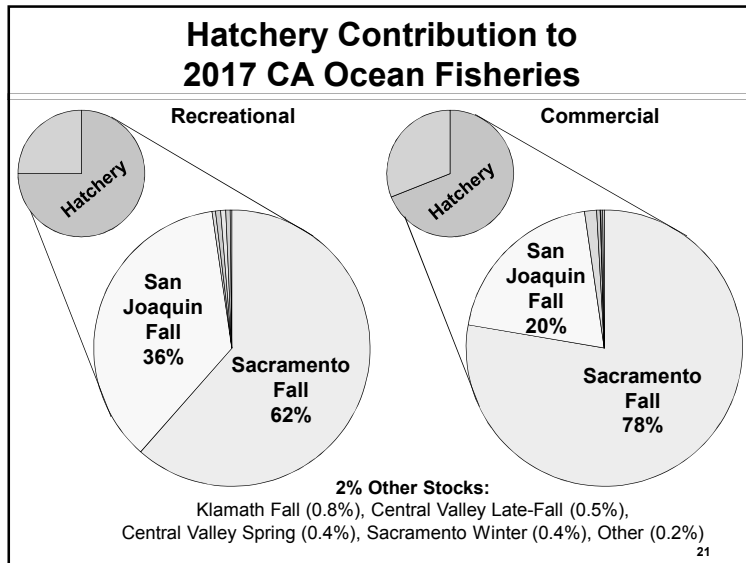 Hatchery Contribution to
2017 CA Ocean Fisheries
Recreational
Hatchery
San
Joaquin
Fall
36%
Sacramento
Fall
62%
Commercial
Hatchery
San
Joaquin
Fall
20%
Sacramento
Fall
78%
2% Other Stocks:
Klamath Fall (0.8%), Central Valley Late-Fall (0.5%),
Central Valley Spring (0.4%), Sacramento Winter (0.4%), Other (0.2%)
21